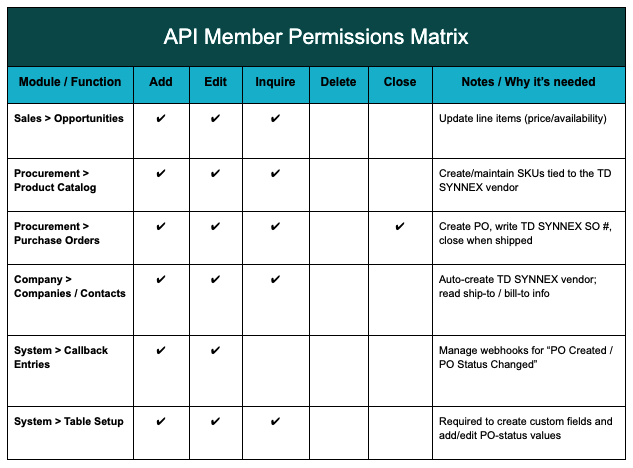 API Member Permissions Matrix
Module / Function Add Edit Inquire Delete Close Notes / Why it's needed
Sales > Opportunities ✔ ✔ ✔ Update line items (price/availability)
Procurement > ✔ ✔ ✔ Create/maintain SKUs tied to the TD
Product Catalog SYNNEX vendor
Procurement > ✔ ✔ ✔ ✔ Create PO, write TD SYNNEX SO #,
Purchase Orders close when shipped
Company > ✔ ✔ ✔ Auto-create TD SYNNEX vendor;
Companies / Contacts read ship-to / bill-to info
System > Callback ✔ ✔ Manage webhooks for “PO Created /
Entries PO Status Changed”
System > Table Setup ✔ ✔ ✔ Required to create custom fields and
add/edit PO-status values